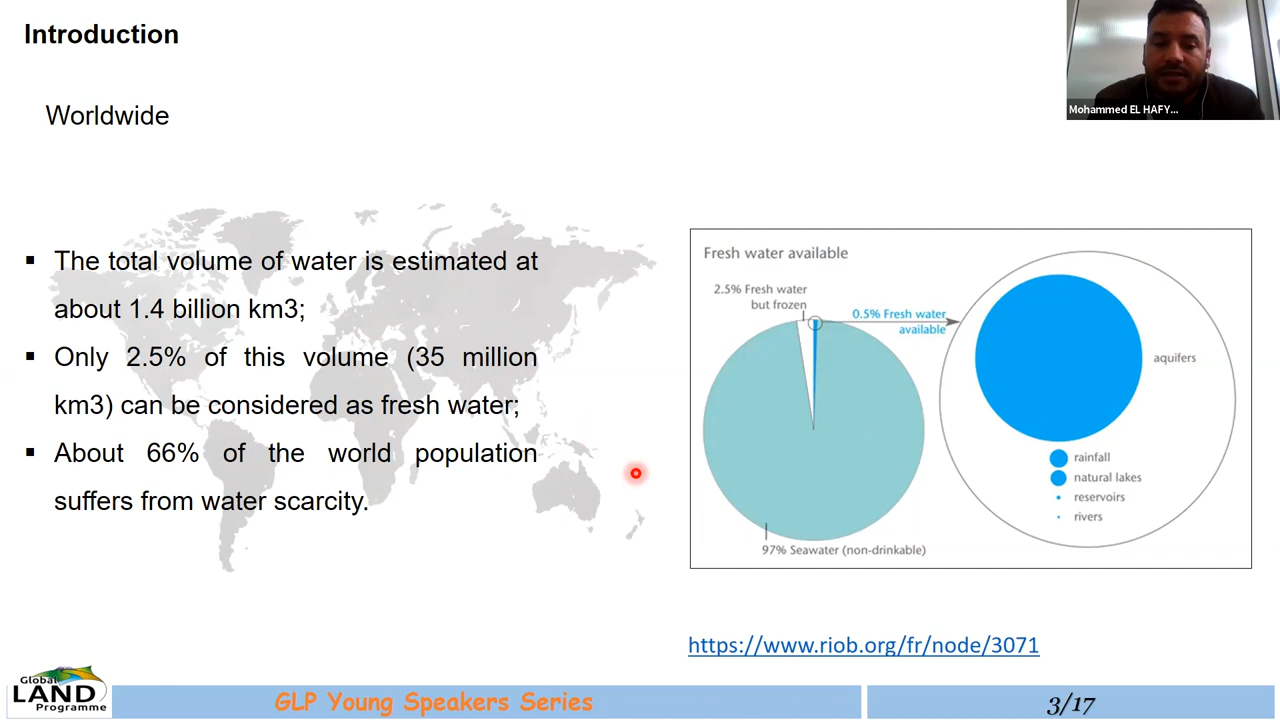 Introduction
Mohammed EL HAFY...
Worldwide
▪ The total volume of water is estimated at
about 1.4 billion km3;
▪ Only 2.5% of this volume (35 million
km3) can be considered as fresh water;
▪ About 66% of the world population
suffers from water scarcity.
Fresh water available
2.5% Fresh water
but frozen
0.5% Fresh water
available
aquifers
rainfall
natural lakes
reservoirs
rivers
97% Seawater (non-drinkable)
https://www.riob.org/fr/node/3071
Global
LAND
Programme
GLP Young Speakers Series
3/17